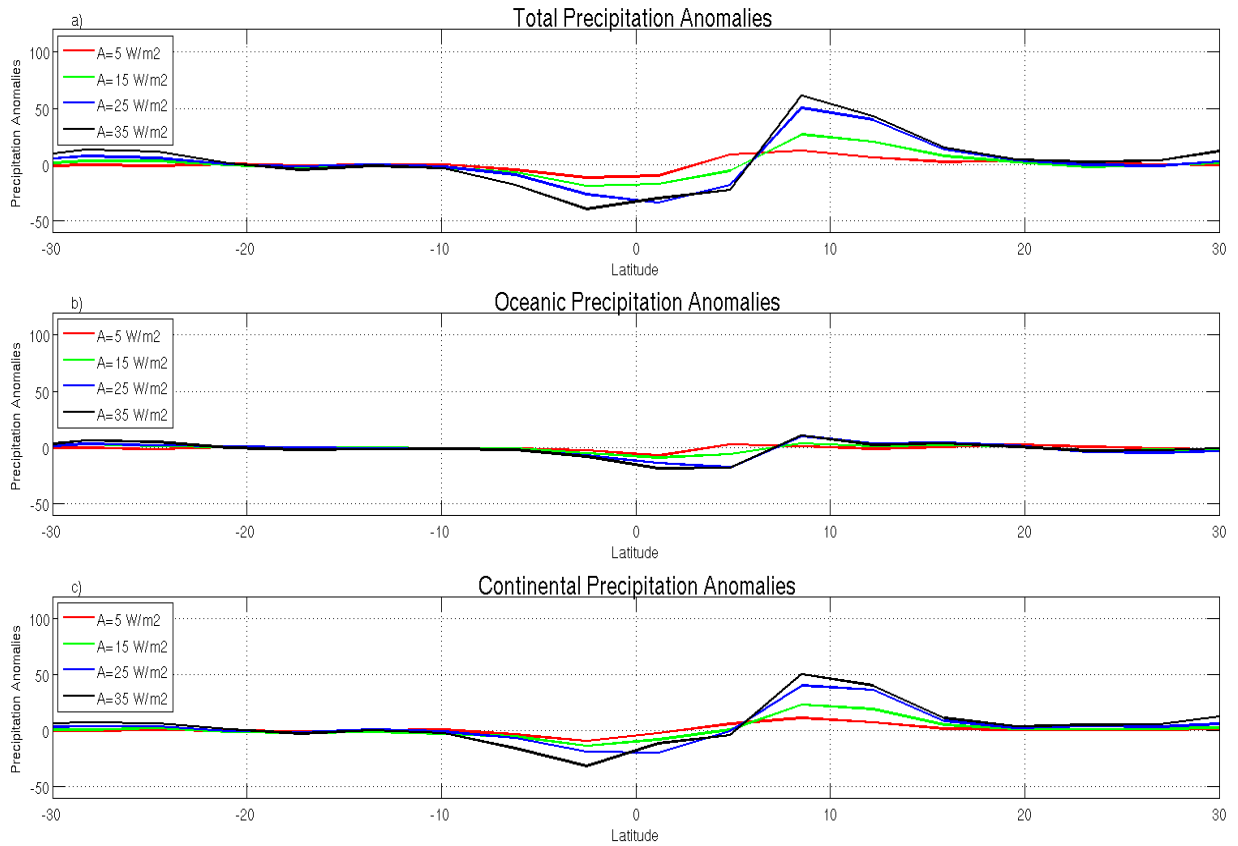 a)
Total Precipitation Anomalies
A=5 W/m2
A=15 W/m2
A=25 W/m2
A=35 W/m2
Precipitation Anomalies
100
50
0
-50
-30 -20 -10 0 10 20 30
Latitude
b)
Oceanic Precipitation Anomalies
A=5 W/m2
A=15 W/m2
A=25 W/m2
A=35 W/m2
Precipitation Anomalies
100
50
0
-50
-30 -20 -10 0 10 20 30
Latitude
c)
Continental Precipitation Anomalies
A=5 W/m2
A=15 W/m2
A=25 W/m2
A=35 W/m2
Precipitation Anomalies
100
50
0
-50
-30 -20 -10 0 10 20 30
Latitude